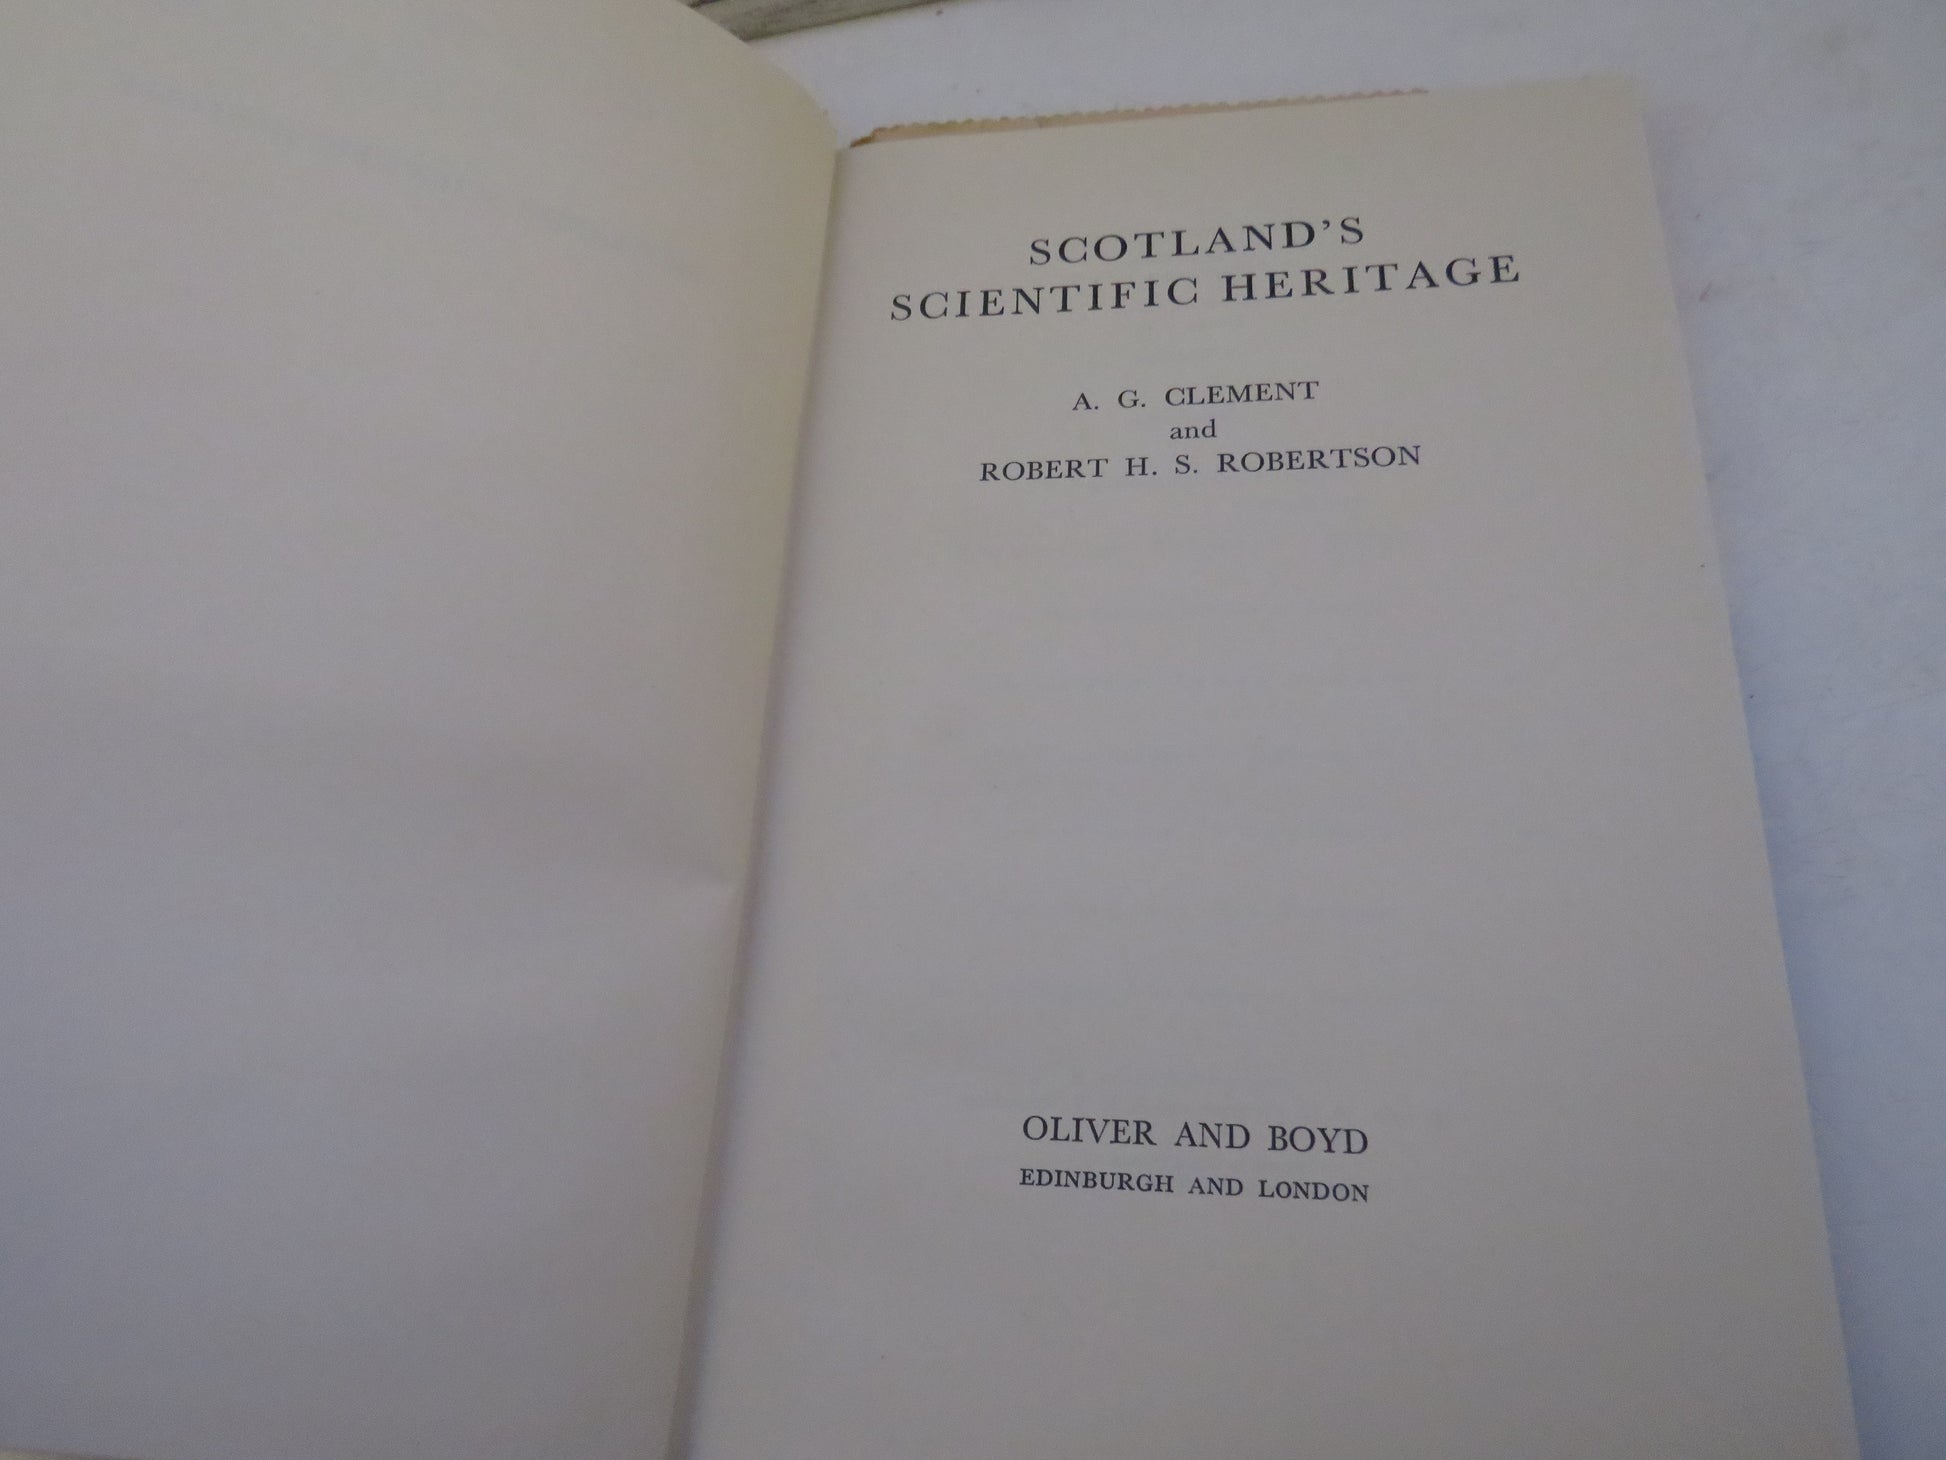 SCOTLAND'S
SCIENTIFIC HERITAGE
A. G. CLEMENT
and
ROBERT H. S. ROBERTSON
OLIVER AND BOYD
EDINBURGH AND LONDON